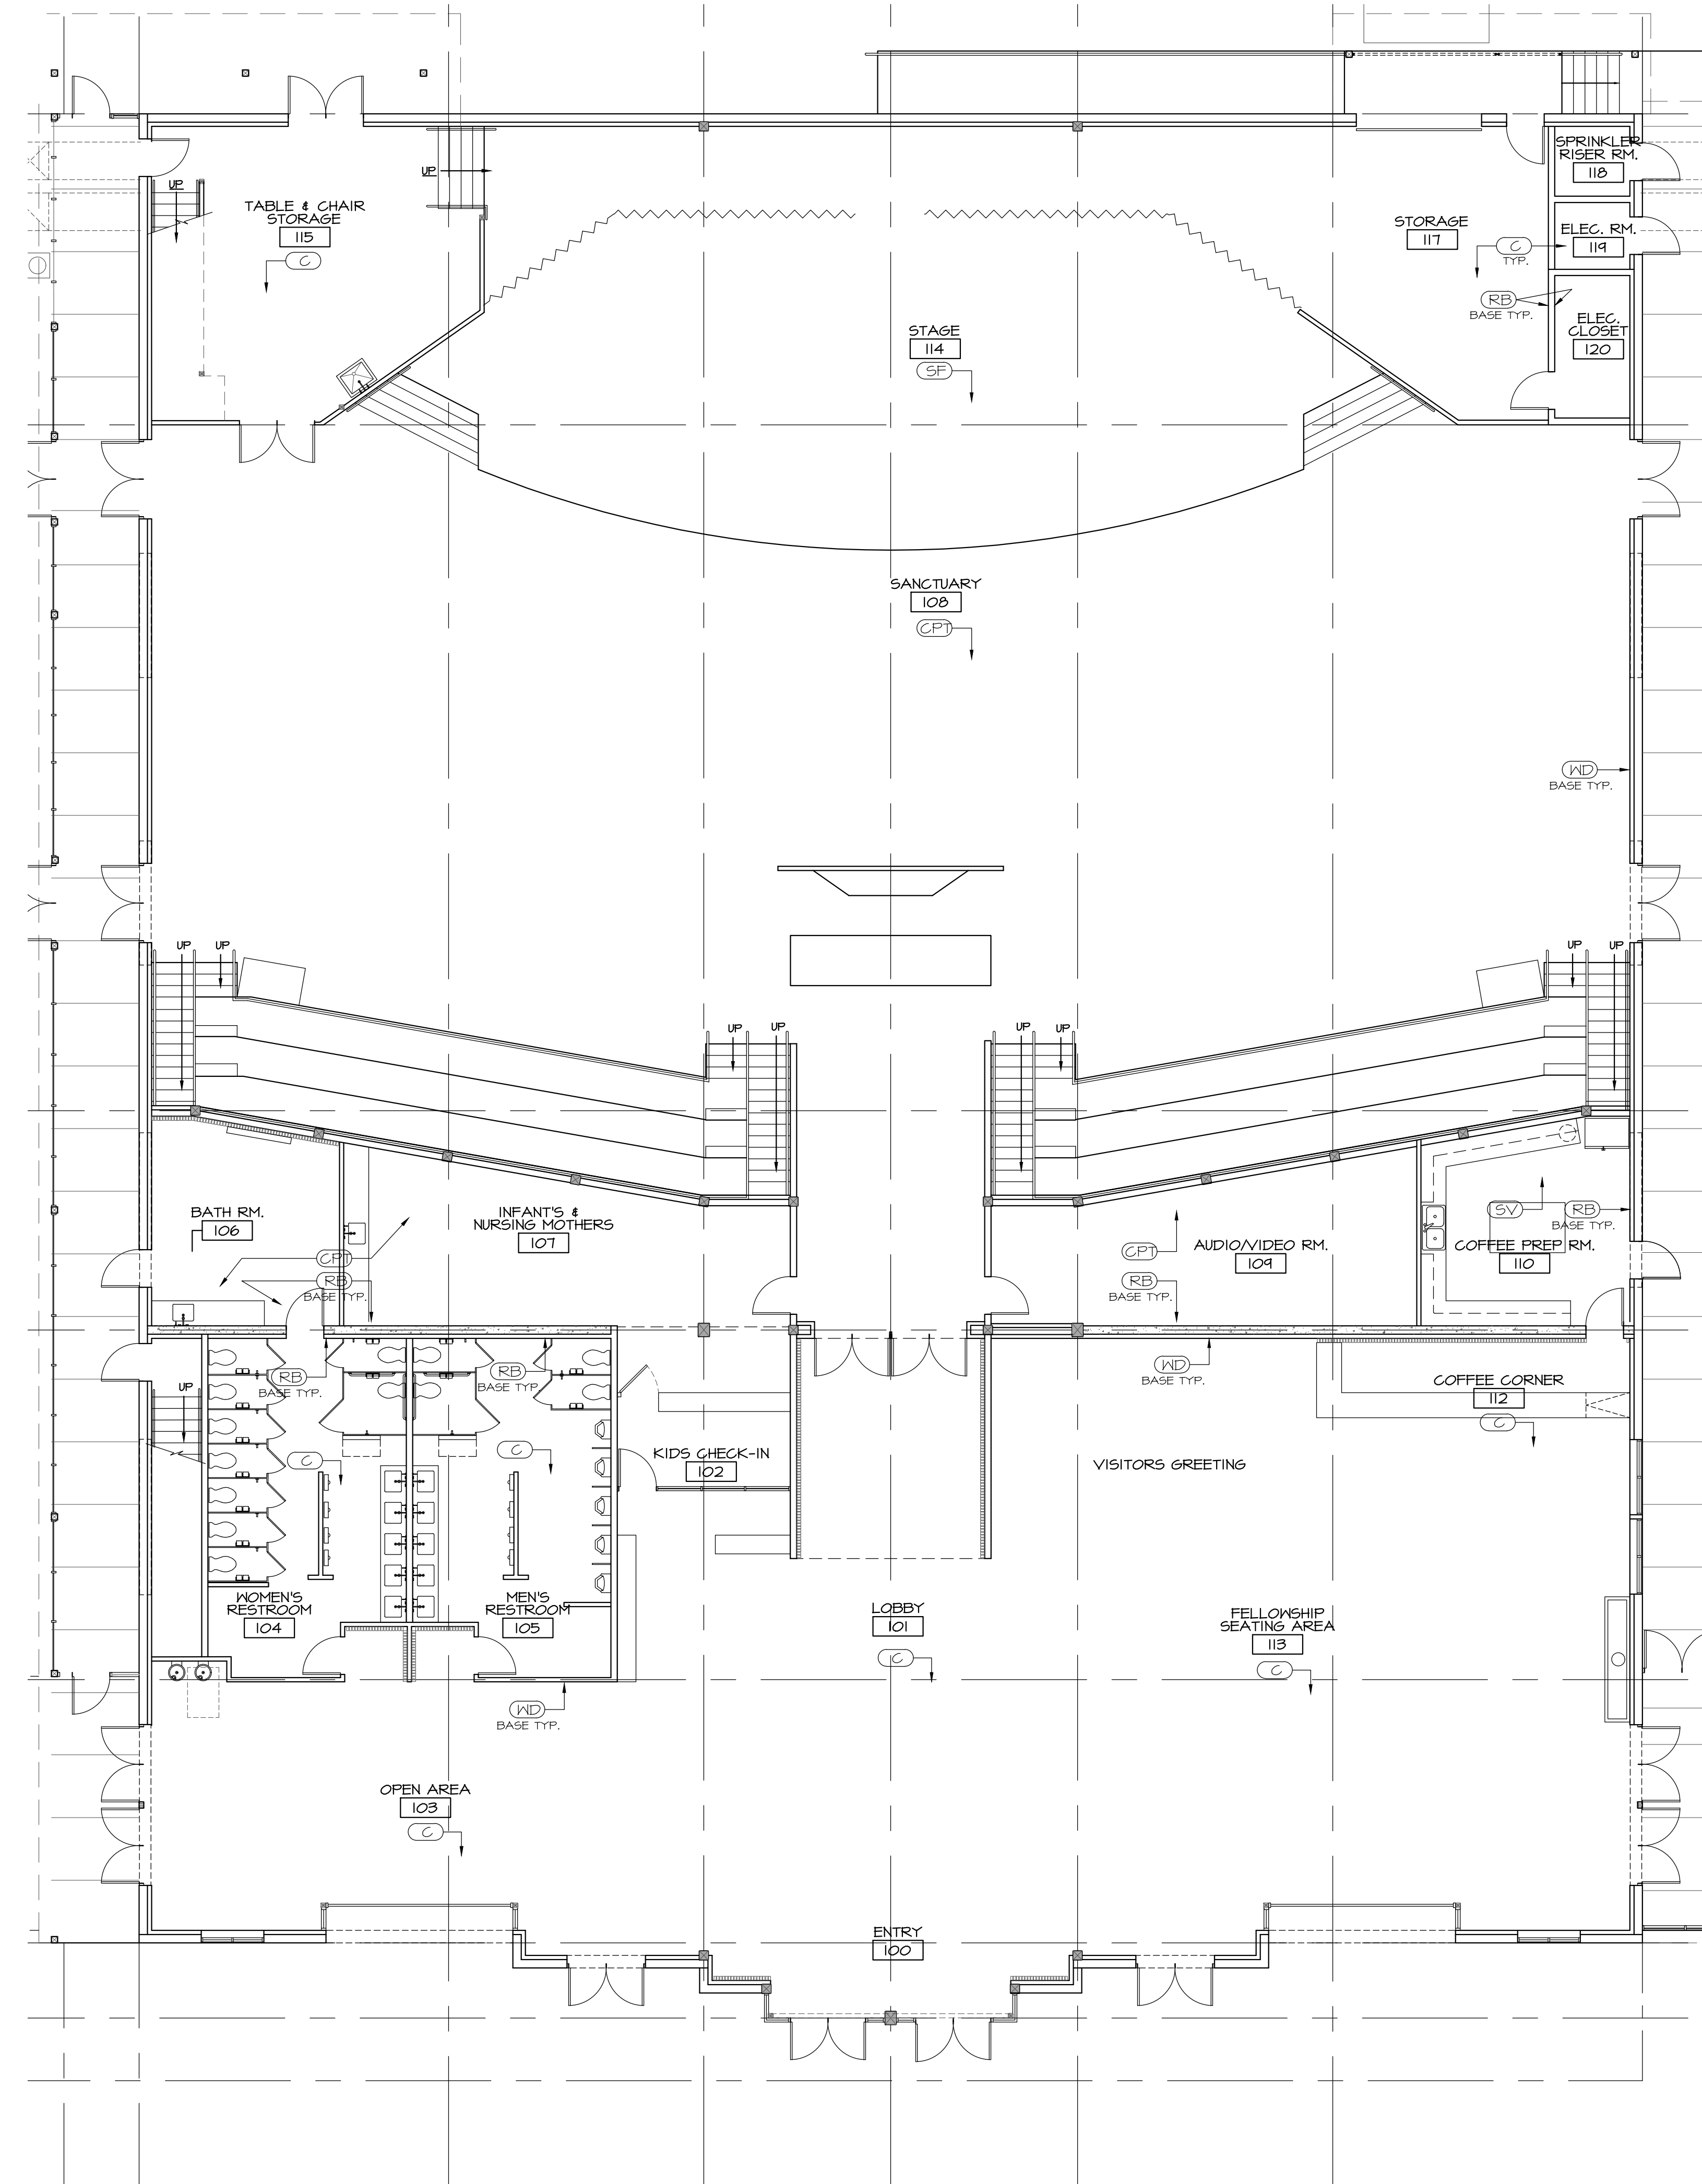 SPRINKLER
RISER RM.
118
UP
UP
TABLE & CHAIR
STORAGE
115
C
STORAGE
117
C
TYP.
ELEC. RM.
119
RB
BASE TYP.
ELEC.
CLOSET
120
STAGE
114
SF
SANCTUARY
108
CPT
WD
BASE TYP.
UP
UP
UP
UP
UP
UP
UP
UP
BATH RM.
106
INFANT'S &
NURSING MOTHERS
107
CPT
RB
BASE TYP.
CPT
RB
BASE TYP.
AUDIO/VIDEO RM.
109
SV
RB
BASE TYP.
COFFEE PREP RM.
110
RB
BASE TYP.
RB
BASE TYP.
WD
BASE TYP.
UP
COFFEE CORNER
112
C
C
C
KIDS CHECK-IN
102
VISITORS GREETING
WOMEN'S
RESTROOM
104
MEN'S
RESTROOM
105
LOBBY
101
C
FELLOWSHIP
SEATING AREA
113
C
WD
BASE TYP.
OPEN AREA
103
C
ENTRY
100